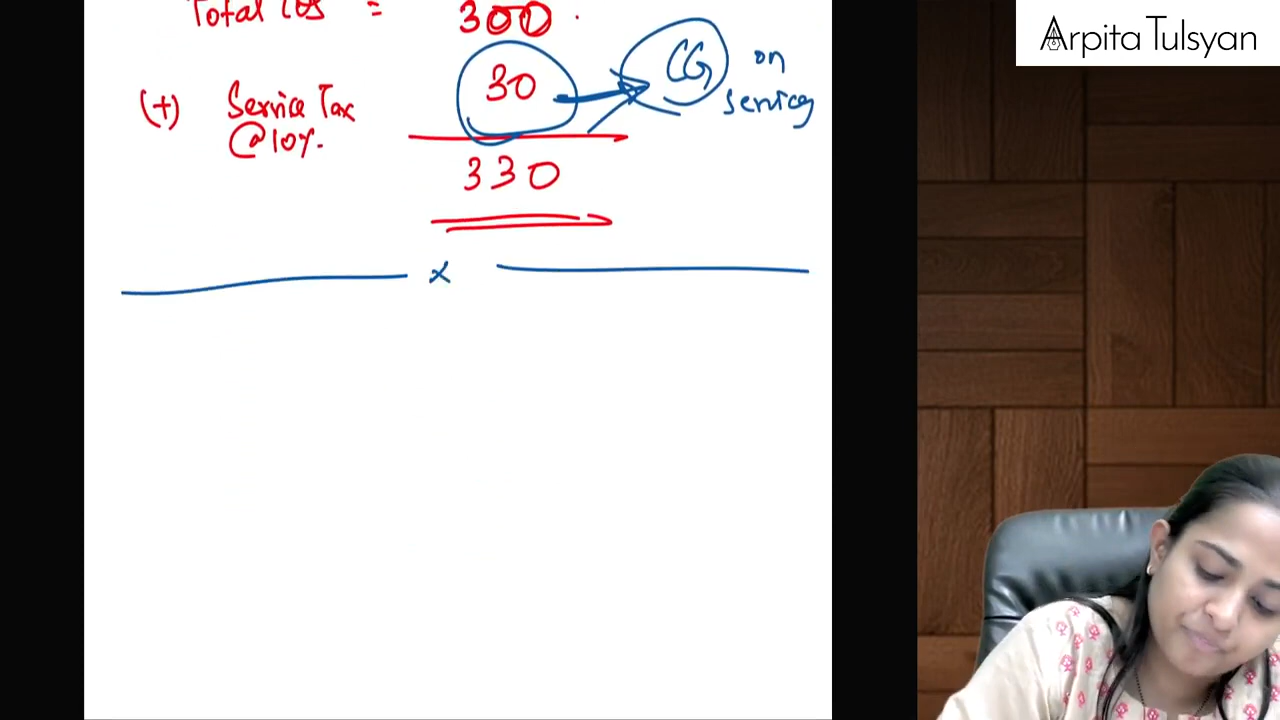 Total Cos = 300
30 → CG on services
(+) Service Tax @10%.
330
x
Arpita Tulsyan